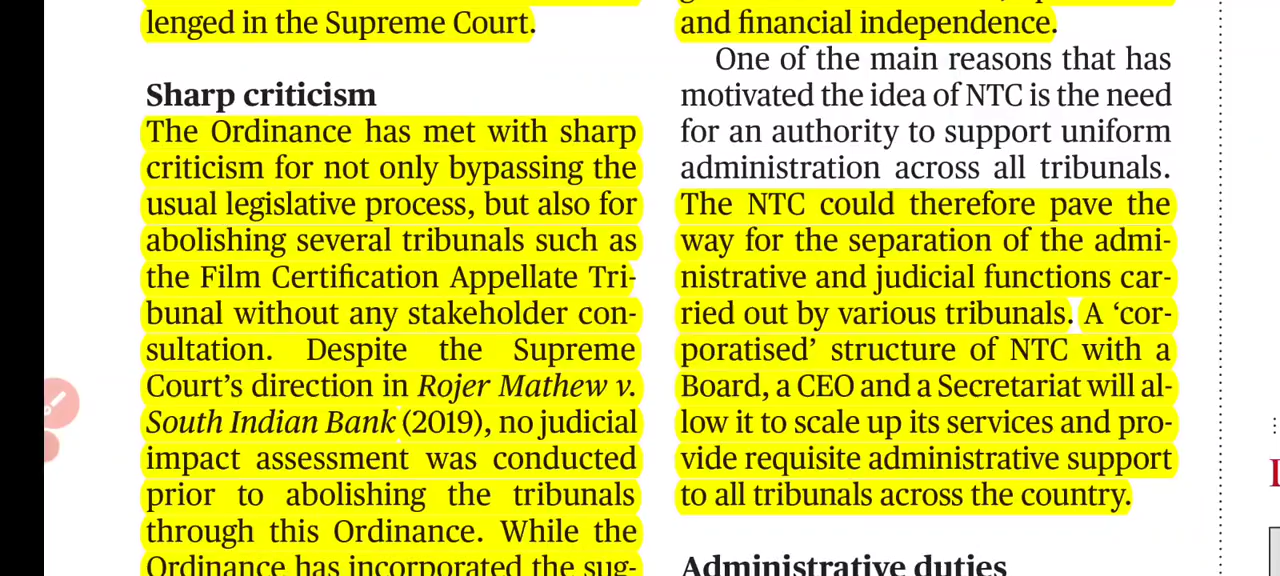 lenged in the Supreme Court.
Sharp criticism
The Ordinance has met with sharp
criticism for not only bypassing the
usual legislative process, but also for
abolishing several tribunals such as
the Film Certification Appellate Tri-
bunal without any stakeholder con-
sultation. Despite the Supreme
Court's direction in Rojer Mathew v.
South Indian Bank (2019), no judicial
impact assessment was conducted
prior to abolishing the tribunals
through this Ordinance. While the
Ordinance has incorporated the sug-
and financial independence.
One of the main reasons that has
motivated the idea of NTC is the need
for an authority to support uniform
administration across all tribunals.
The NTC could therefore pave the
way for the separation of the admi-
nistrative and judicial functions car-
ried out by various tribunals. A ‘cor-
poratised’ structure of NTC with a
Board, a CEO and a Secretariat will al-
low it to scale up its services and pro-
vide requisite administrative support
to all tribunals across the country.
Administrative duties